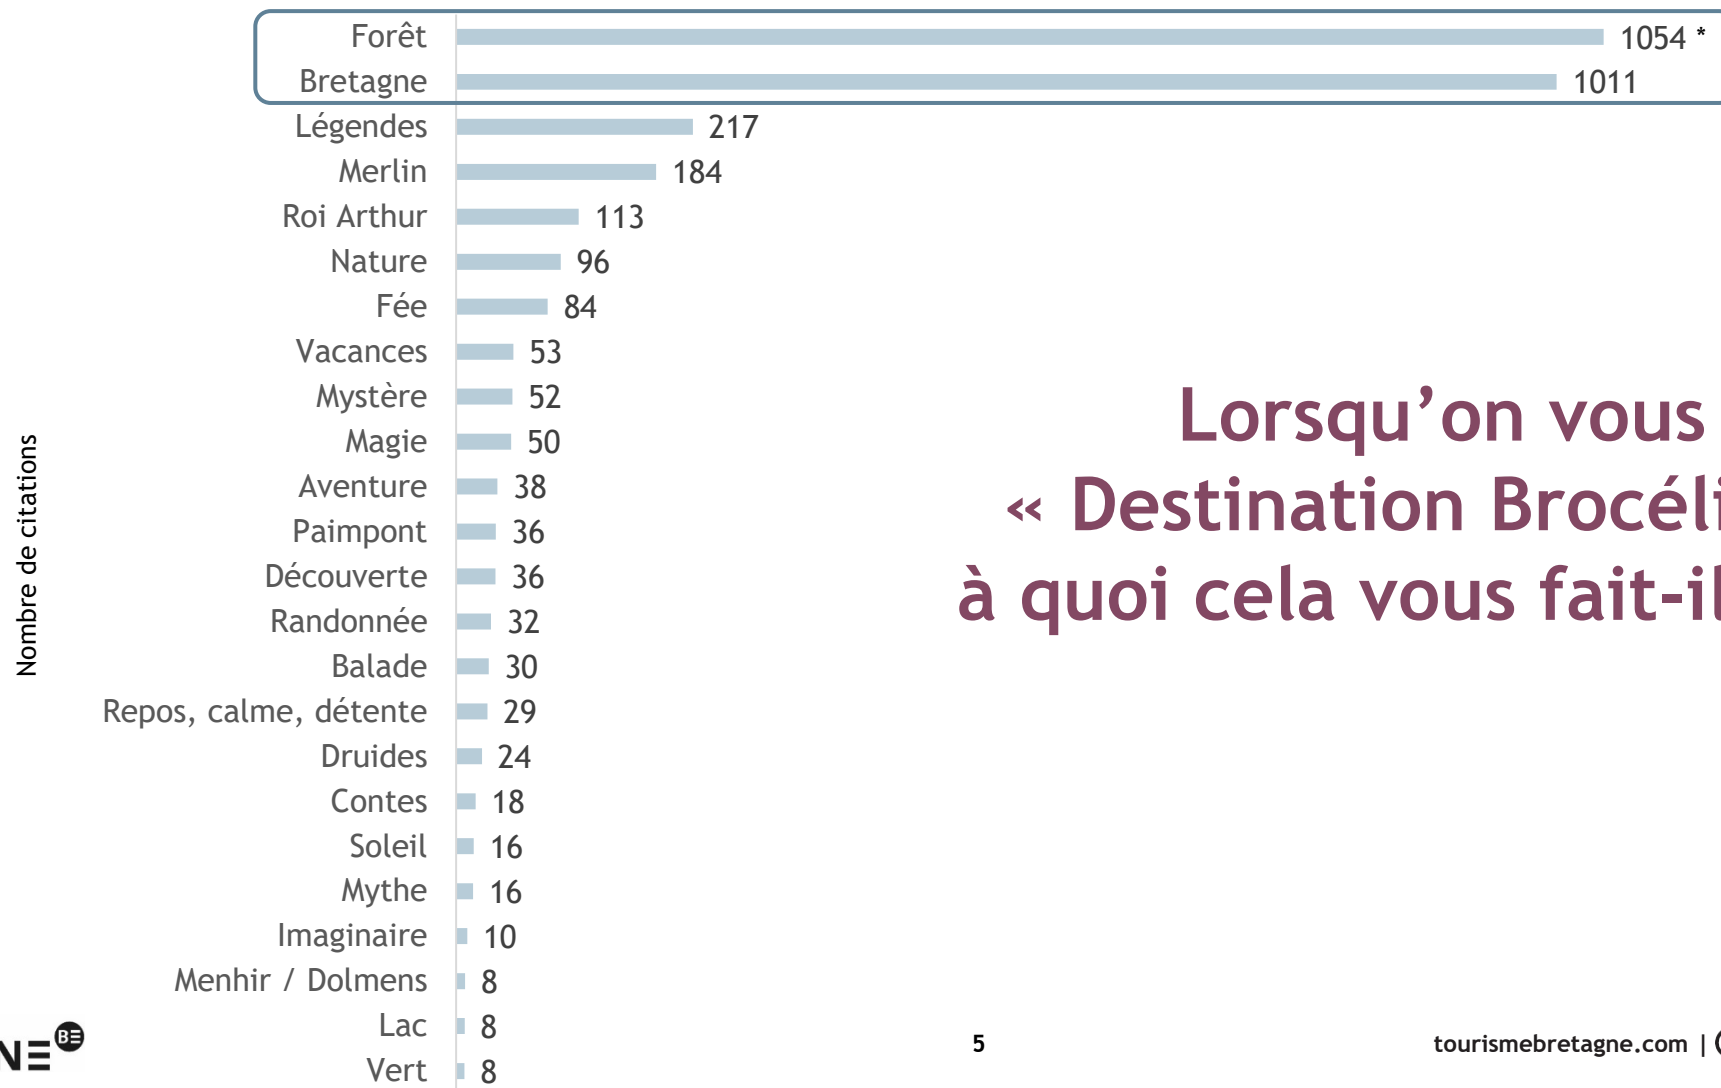 Forêt 1054 *
Bretagne 1011
Légendes 217
Merlin 184
Roi Arthur 113
Nature 96
Fée 84
Vacances 53
Mystère 52
Magie 50
Aventure 38
Paimpont 36
Découverte 36
Randonnée 32
Balade 30
Repos, calme, détente 29
Druides 24
Contes 18
Soleil 16
Mythe 16
Imaginaire 10
Menhir / Dolmens 8
Lac 8
Vert 8
Nombre de citations
Lorsqu’on vous
« Destination Brocéli
à quoi cela vous fait-il
NE BE
5
tourismebretagne.com |